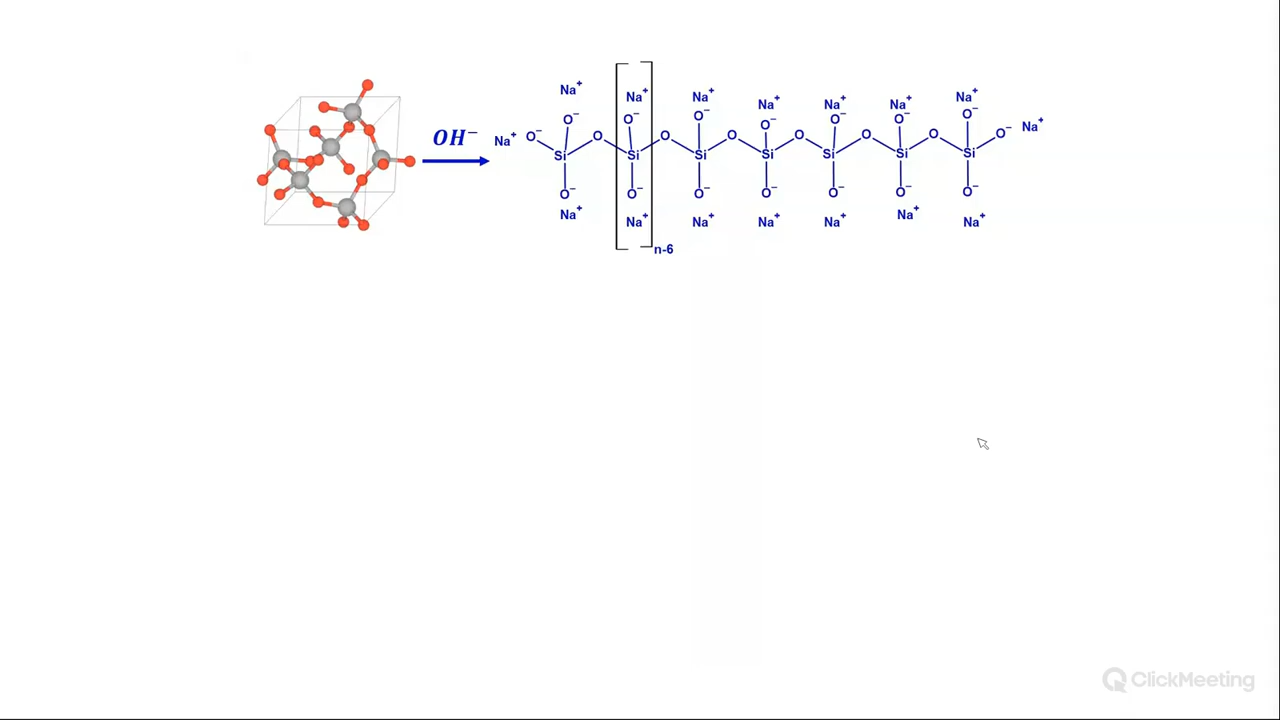 OH⁻
Na⁺ Na⁺ Na⁺ Na⁺ Na⁺ Na⁺ Na⁺
O⁻ O⁻ O⁻ O⁻ O⁻ O⁻ O⁻
Na⁺ O⁻ O O O O O O O⁻ Na⁺
Si Si Si Si Si Si Si
O⁻ O⁻ O⁻ O⁻ O⁻ O⁻ O⁻
Na⁺ Na⁺ Na⁺ Na⁺ Na⁺ Na⁺ Na⁺
n-6
ClickMeeting